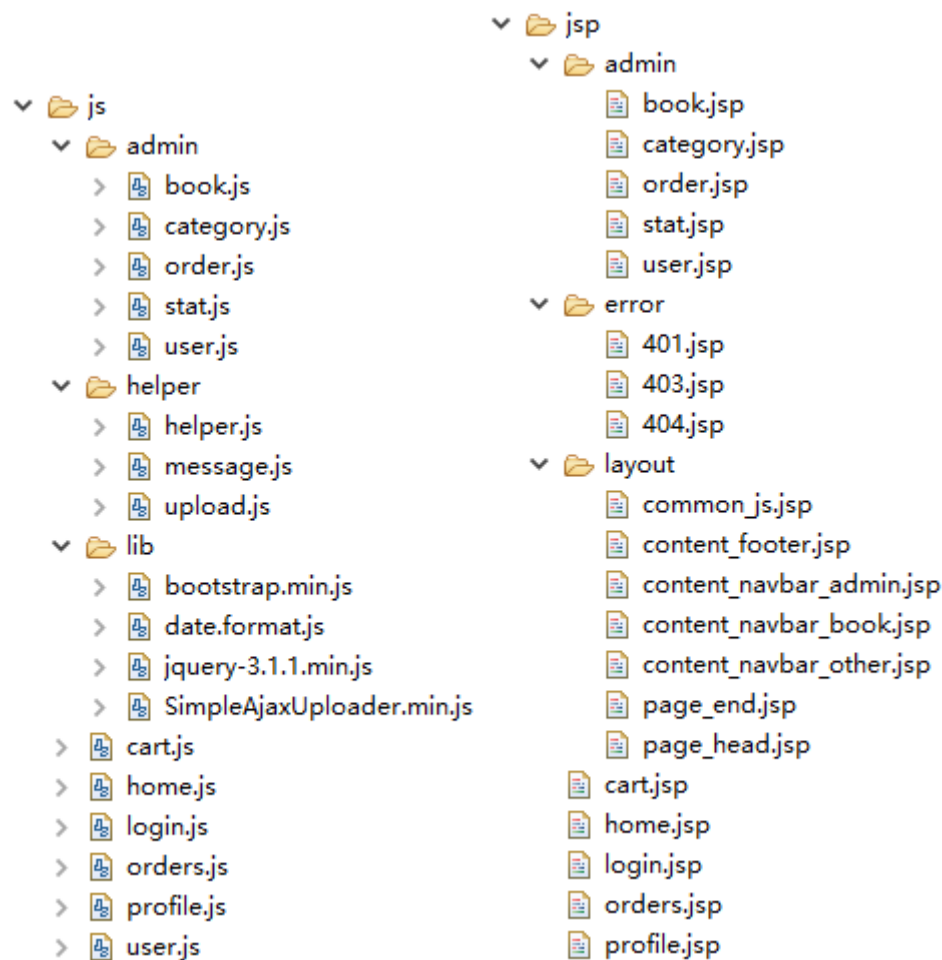 js
admin
book.js
category.js
order.js
stat.js
user.js
helper
helper.js
message.js
upload.js
lib
bootstrap.min.js
date.format.js
jquery-3.1.1.min.js
SimpleAjaxUploader.min.js
cart.js
home.js
login.js
orders.js
profile.js
user.js
jsp
admin
book.jsp
category.jsp
order.jsp
stat.jsp
user.jsp
error
401.jsp
403.jsp
404.jsp
layout
common_js.jsp
content_footer.jsp
content_navbar_admin.jsp
content_navbar_book.jsp
content_navbar_other.jsp
page_end.jsp
page_head.jsp
cart.jsp
home.jsp
login.jsp
orders.jsp
profile.jsp